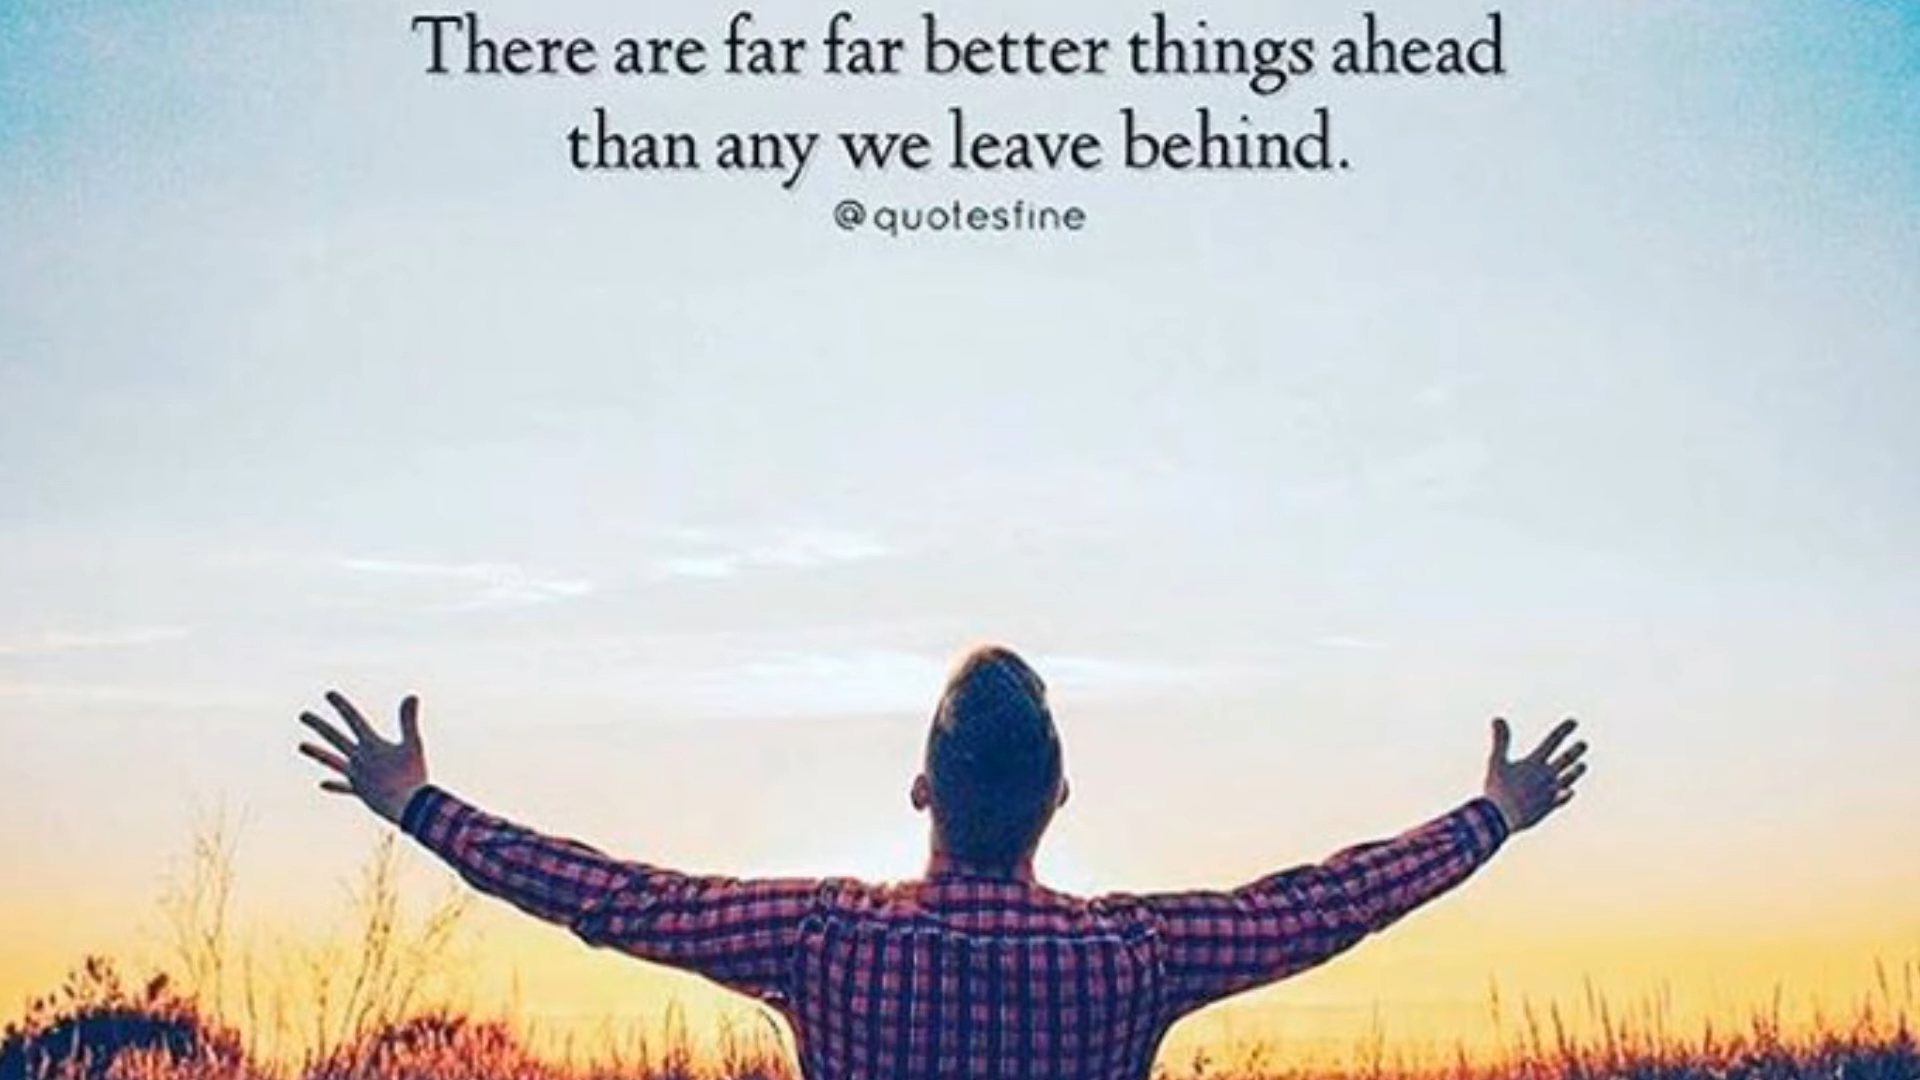 There are far far better things ahead
than any we leave behind.
@quotesfine